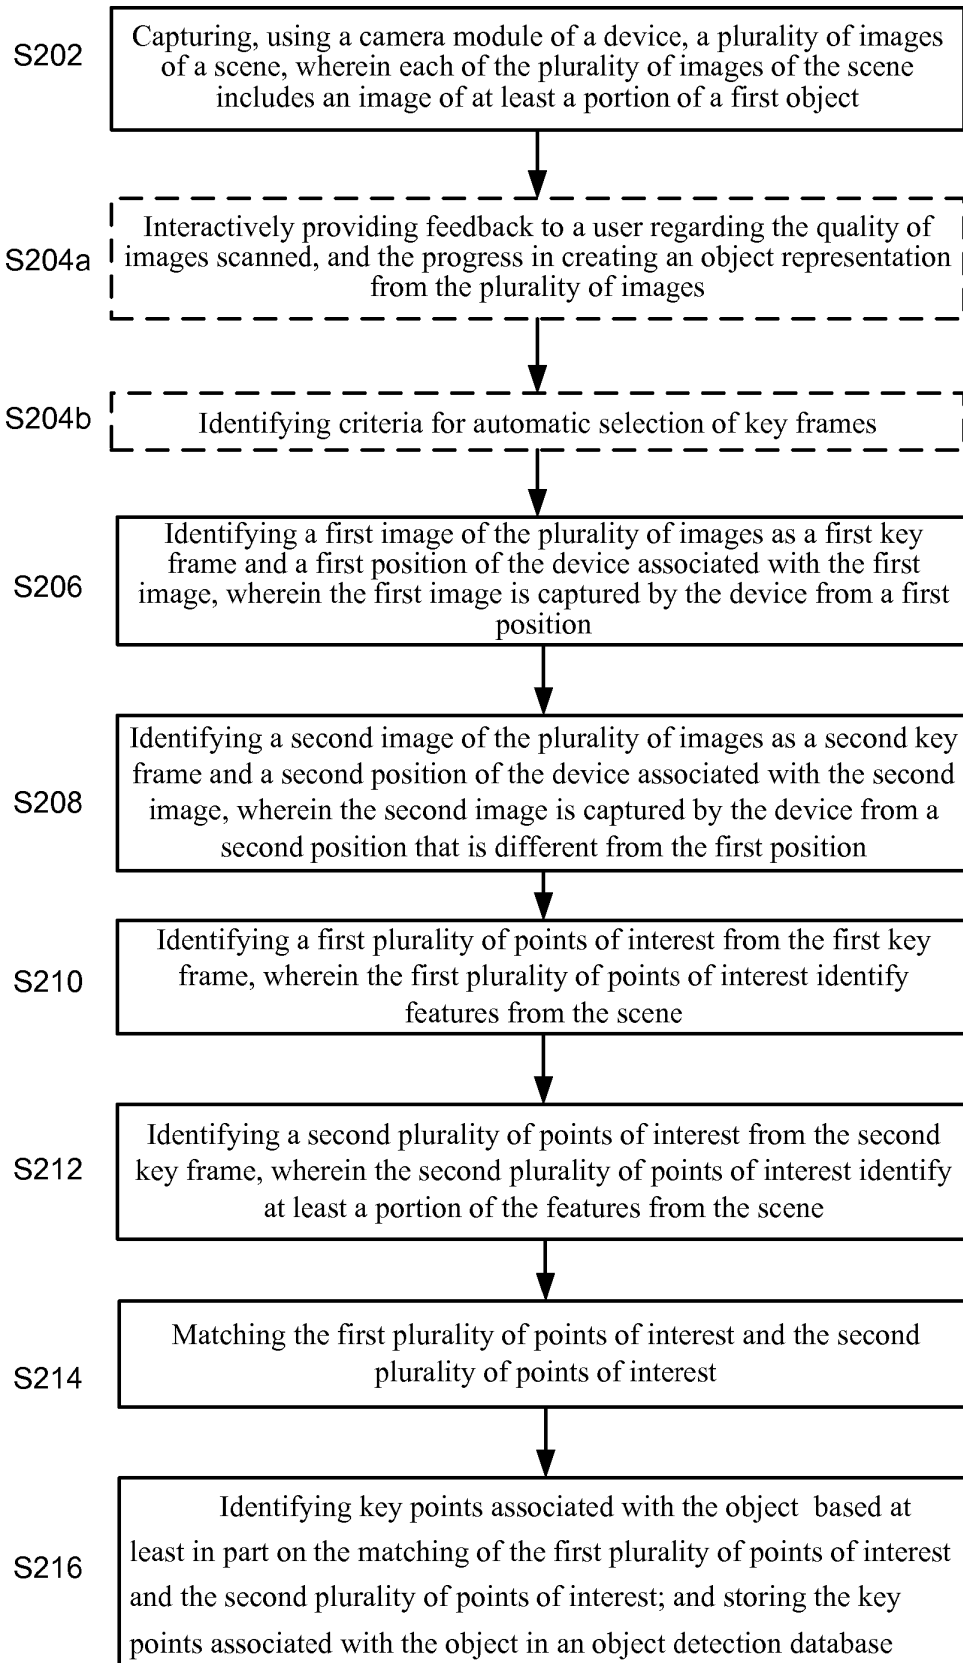 S202
Capturing, using a camera module of a device, a plurality of images
of a scene, wherein each of the plurality of images of the scene
includes an image of at least a portion of a first object
S204a
Interactively providing feedback to a user regarding the quality of
images scanned, and the progress in creating an object representation
from the plurality of images
S204b
Identifying criteria for automatic selection of key frames
S206
Identifying a first image of the plurality of images as a first key
frame and a first position of the device associated with the first
image, wherein the first image is captured by the device from a first
position
S208
Identifying a second image of the plurality of images as a second key
frame and a second position of the device associated with the second
image, wherein the second image is captured by the device from a
second position that is different from the first position
S210
Identifying a first plurality of points of interest from the first key
frame, wherein the first plurality of points of interest identify
features from the scene
S212
Identifying a second plurality of points of interest from the second
key frame, wherein the second plurality of points of interest identify
at least a portion of the features from the scene
S214
Matching the first plurality of points of interest and the second
plurality of points of interest
S216
Identifying key points associated with the object based at
least in part on the matching of the first plurality of points of interest
and the second plurality of points of interest; and storing the key
points associated with the object in an object detection database